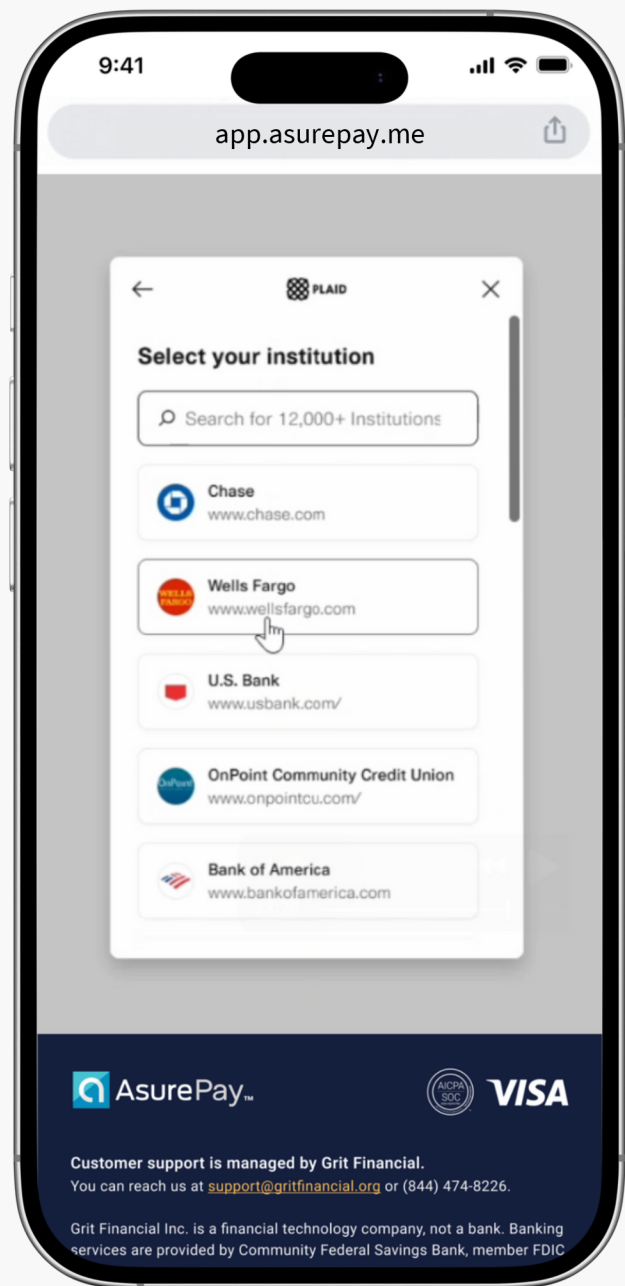 9:41
app.asurepay.me
PLAID
Select your institution
Search for 12,000+ Institutions
Chase
www.chase.com
WELLS
FARGO
Wells Fargo
www.wellsfargo.com
U.S. Bank
www.usbank.com/
OnPoint
OnPoint Community Credit Union
www.onpointcu.com/
Bank of America
www.bankofamerica.com
AsurePay™
AICPA
SOC
VISA
Customer support is managed by Grit Financial.
You can reach us at support@gritfinancial.org or (844) 474-8226.
Grit Financial Inc. is a financial technology company, not a bank. Banking
services are provided by Community Federal Savings Bank, member FDIC